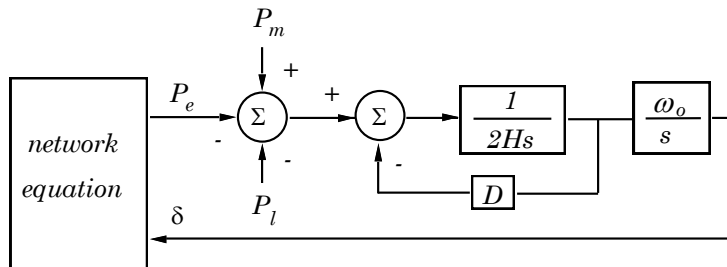 P_m
+
P_e
Σ
-
-
P_l
+
Σ
-
1
2Hs
D
ω_o
s
network
equation
δ